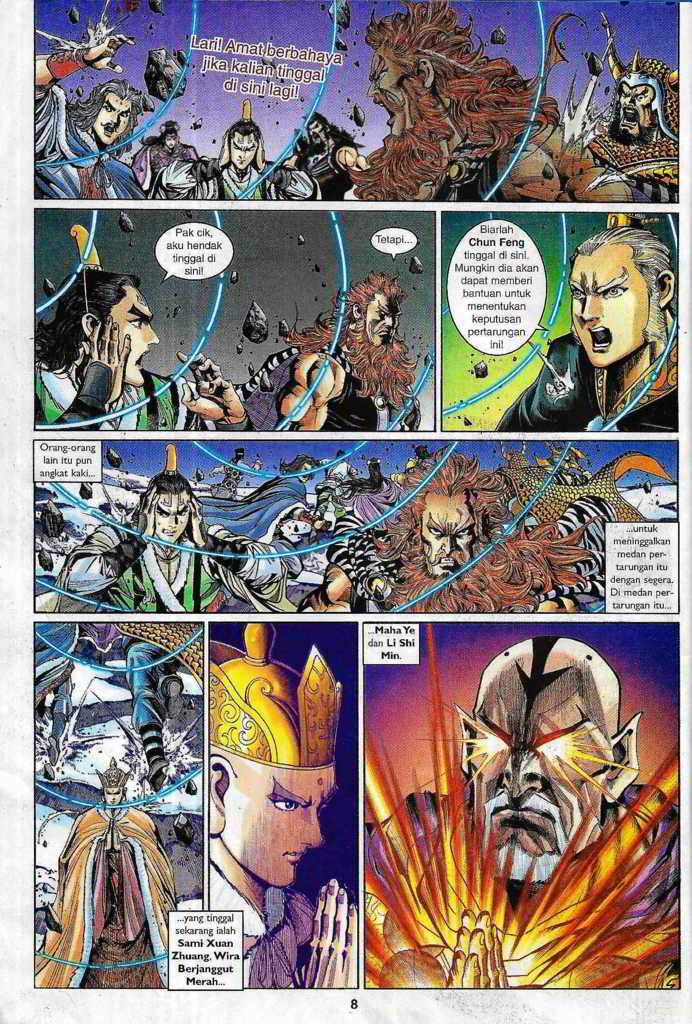 Lari! Amat berbahaya
jika kalian tinggal
di sini lagi!
Pak cik,
aku hendak
tinggal di
sini!
Tetapi...
Biarlah
Chun Feng
tinggal di sini.
Mungkin dia akan
dapat memberi
bantuan untuk
menentukan
keputusan
pertarungan
ini!
Orang-orang
lain itu pun
angkat kaki...
...untuk
meninggalkan
medan per-
tarungan itu
dengan segera.
Di medan per-
tarungan itu...
...yang tinggal
sekarang ialah
Sami Xuan
Zhuang, Wira
Berjanggut
Merah...
...Maha Ye
dan Li Shi
Min.
8